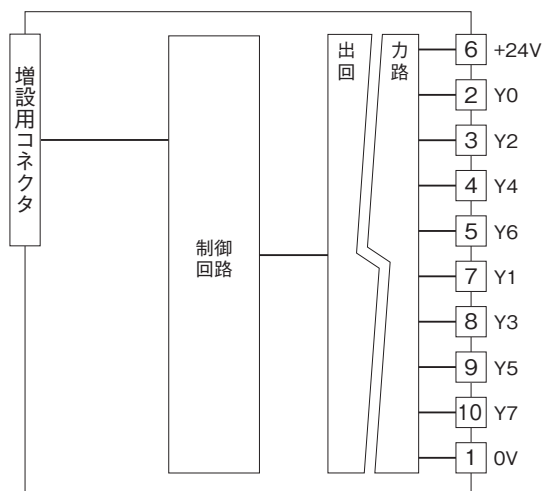 増設用コネクタ
制御
回路
出力
回路
6 +24V
2 Y0
3 Y2
4 Y4
5 Y6
7 Y1
8 Y3
9 Y5
10 Y7
1 0V